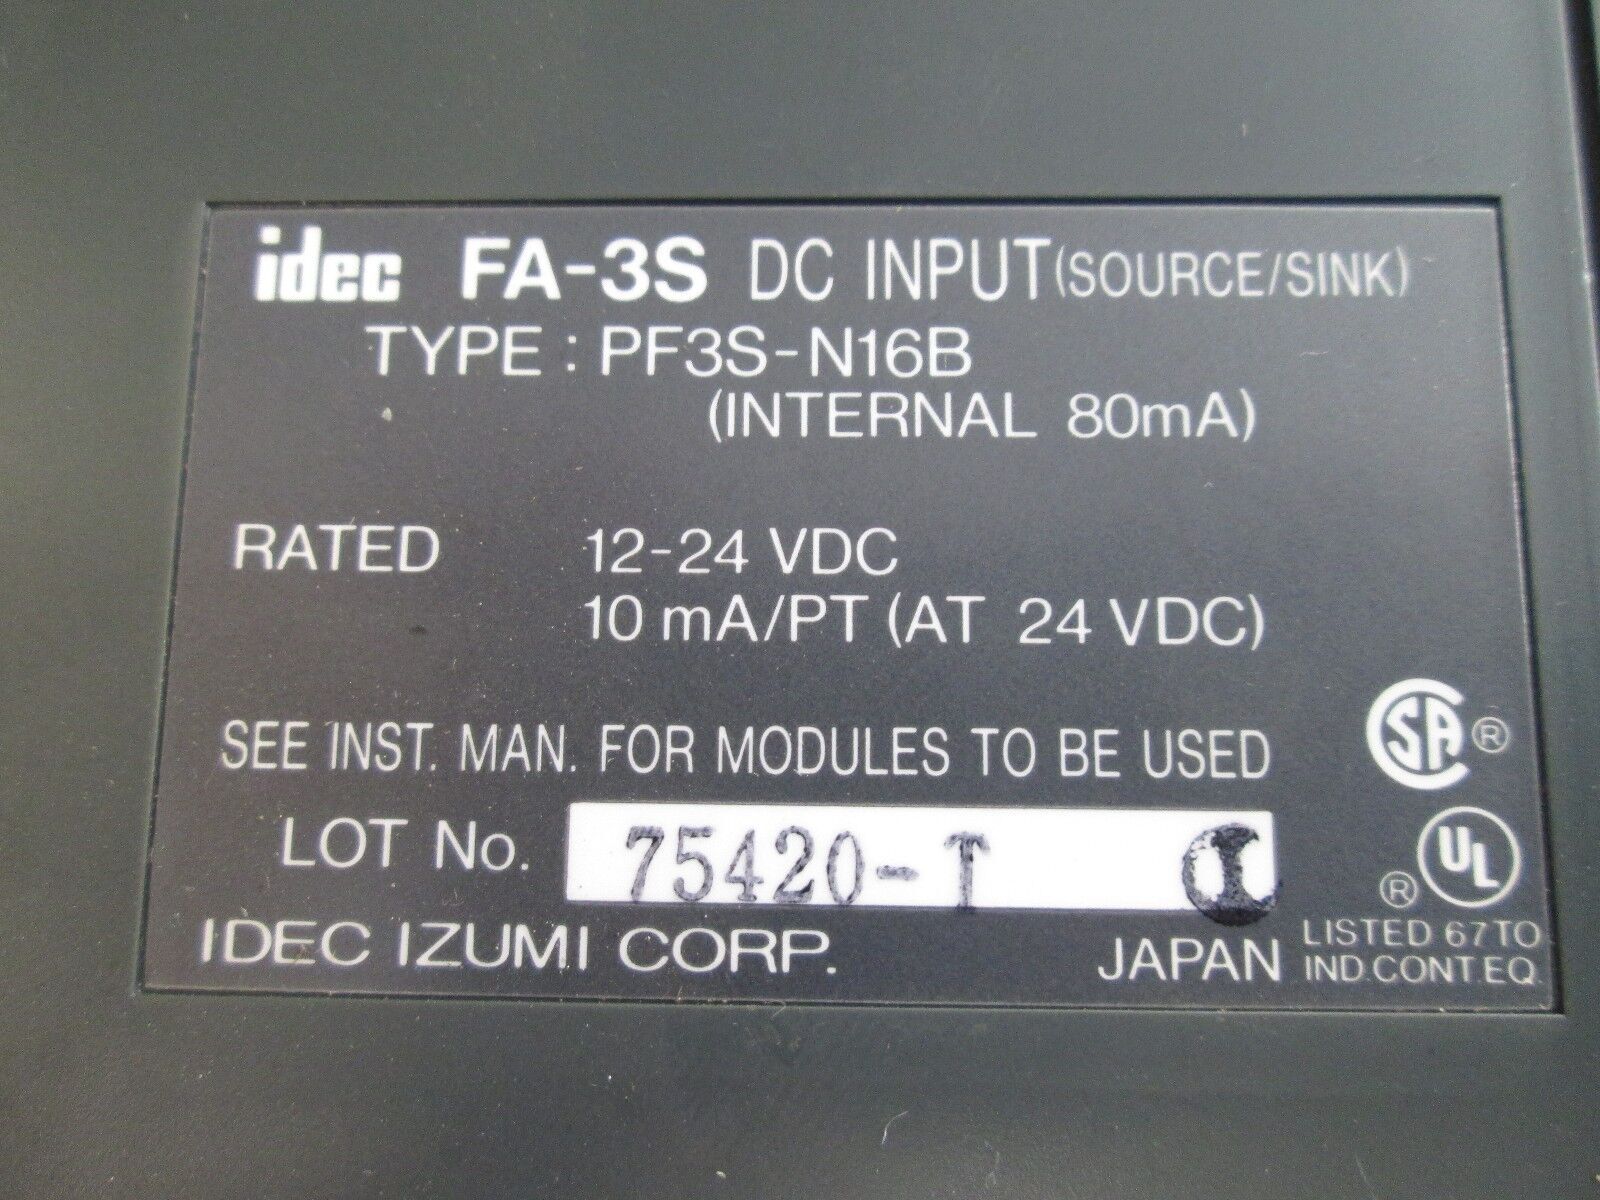 idec FA-3S DC INPUT (SOURCE/SINK)
TYPE : PF3S-N16B
(INTERNAL 80mA)
RATED 12-24 VDC
10 mA/PT (AT 24 VDC)
SEE INST. MAN. FOR MODULES TO BE USED
SA ®
LOT No. 75420-T I
UL ®
IDEC IZUMI CORP. JAPAN
LISTED 67TO
IND.CONT.EQ.